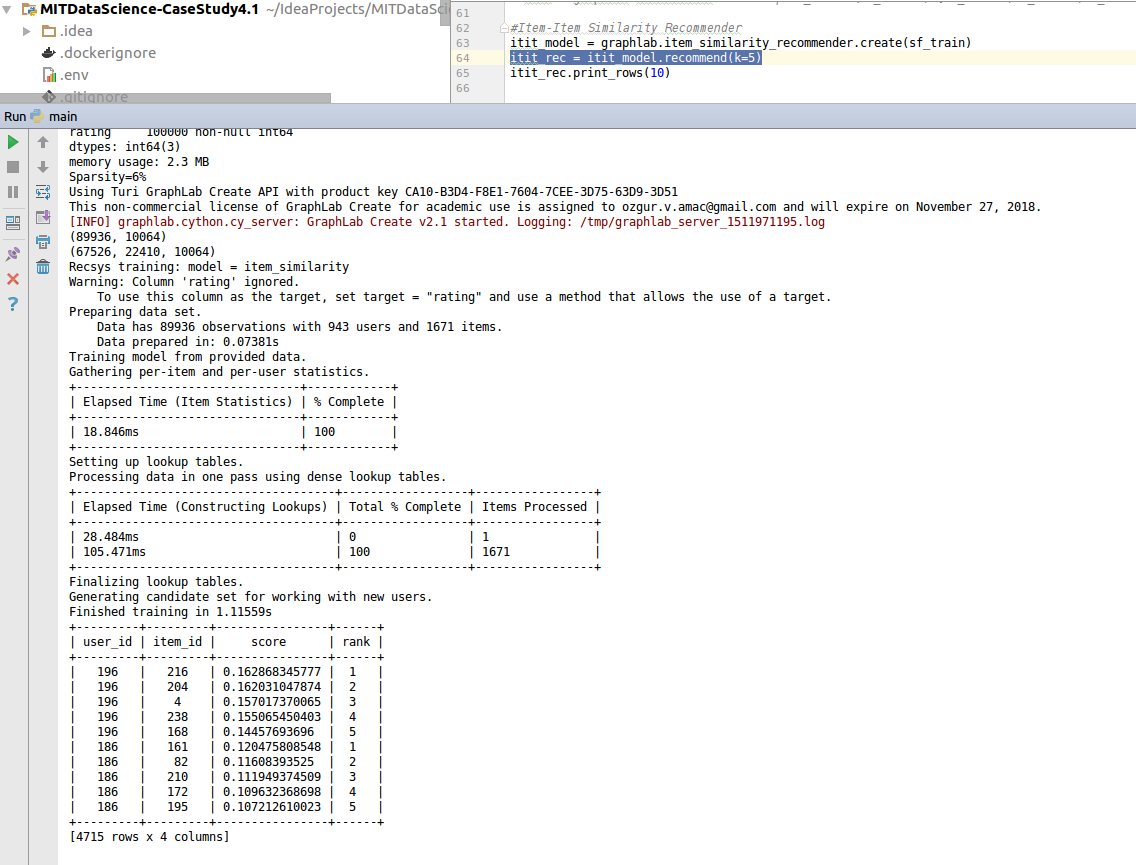 MITDataScience-CaseStudy4.1 ~/IdeaProjects/MITDataSci
.idea
.dockerignore
.env
.gitignore
61
62 #Item-Item Similarity Recommender
63 itit_model = graphlab.item_similarity_recommender.create(sf_train)
64 itit_rec = itit_model.recommend(k=5)
65 itit_rec.print_rows(10)
66
Run main
rating 100000 non-null int64
dtypes: int64(3)
memory usage: 2.3 MB
Sparsity=6%
Using Turi GraphLab Create API with product key CA10-B3D4-F8E1-7604-7CEE-3D75-63D9-3D51
This non-commercial license of GraphLab Create for academic use is assigned to ozgur.v.amac@gmail.com and will expire on November 27, 2018.
[INFO] graphlab.cython.cy_server: GraphLab Create v2.1 started. Logging: /tmp/graphlab_server_1511971195.log
(89936, 10064)
(67526, 22410, 10064)
Recsys training: model = item_similarity
Warning: Column 'rating' ignored.
    To use this column as the target, set target = "rating" and use a method that allows the use of a target.
Preparing data set.
    Data has 89936 observations with 943 users and 1671 items.
    Data prepared in: 0.07381s
Training model from provided data.
Gathering per-item and per-user statistics.
+--------------------------------+------------+
| Elapsed Time (Item Statistics) | % Complete |
+--------------------------------+------------+
| 18.846ms                       | 100        |
+--------------------------------+------------+
Setting up lookup tables.
Processing data in one pass using dense lookup tables.
+-------------------------------------+------------------+-----------------+
| Elapsed Time (Constructing Lookups) | Total % Complete | Items Processed |
+-------------------------------------+------------------+-----------------+
| 28.484ms                            | 0                | 1               |
| 105.471ms                           | 100              | 1671            |
+-------------------------------------+------------------+-----------------+
Finalizing lookup tables.
Generating candidate set for working with new users.
Finished training in 1.11559s
+---------+---------+----------------+------+
| user_id | item_id |     score      | rank |
+---------+---------+----------------+------+
|   196   |   216   | 0.162868345777 |  1   |
|   196   |   204   | 0.162031047874 |  2   |
|   196   |    4    | 0.157017370065 |  3   |
|   196   |   238   | 0.155065450403 |  4   |
|   196   |   168   | 0.14457693696  |  5   |
|   186   |   161   | 0.120475808548 |  1   |
|   186   |    82   | 0.11608393525  |  2   |
|   186   |   210   | 0.111949374509 |  3   |
|   186   |   172   | 0.109632368698 |  4   |
|   186   |   195   | 0.107212610023 |  5   |
+---------+---------+----------------+------+
[4715 rows x 4 columns]